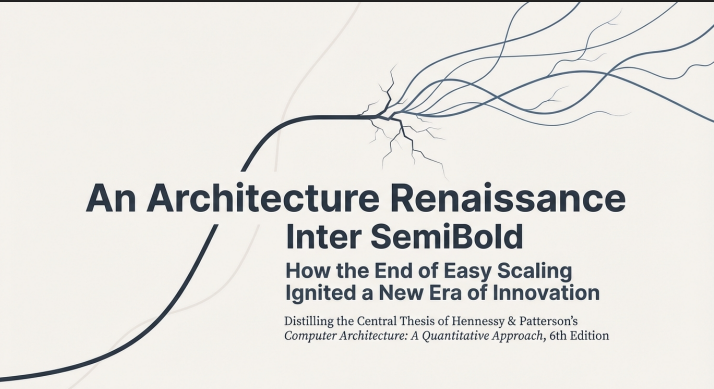 An Architecture Renaissance
Inter SemiBold
How the End of Easy Scaling
Ignited a New Era of Innovation
Distilling the Central Thesis of Hennessy & Patterson's
Computer Architecture: A Quantitative Approach, 6th Edition